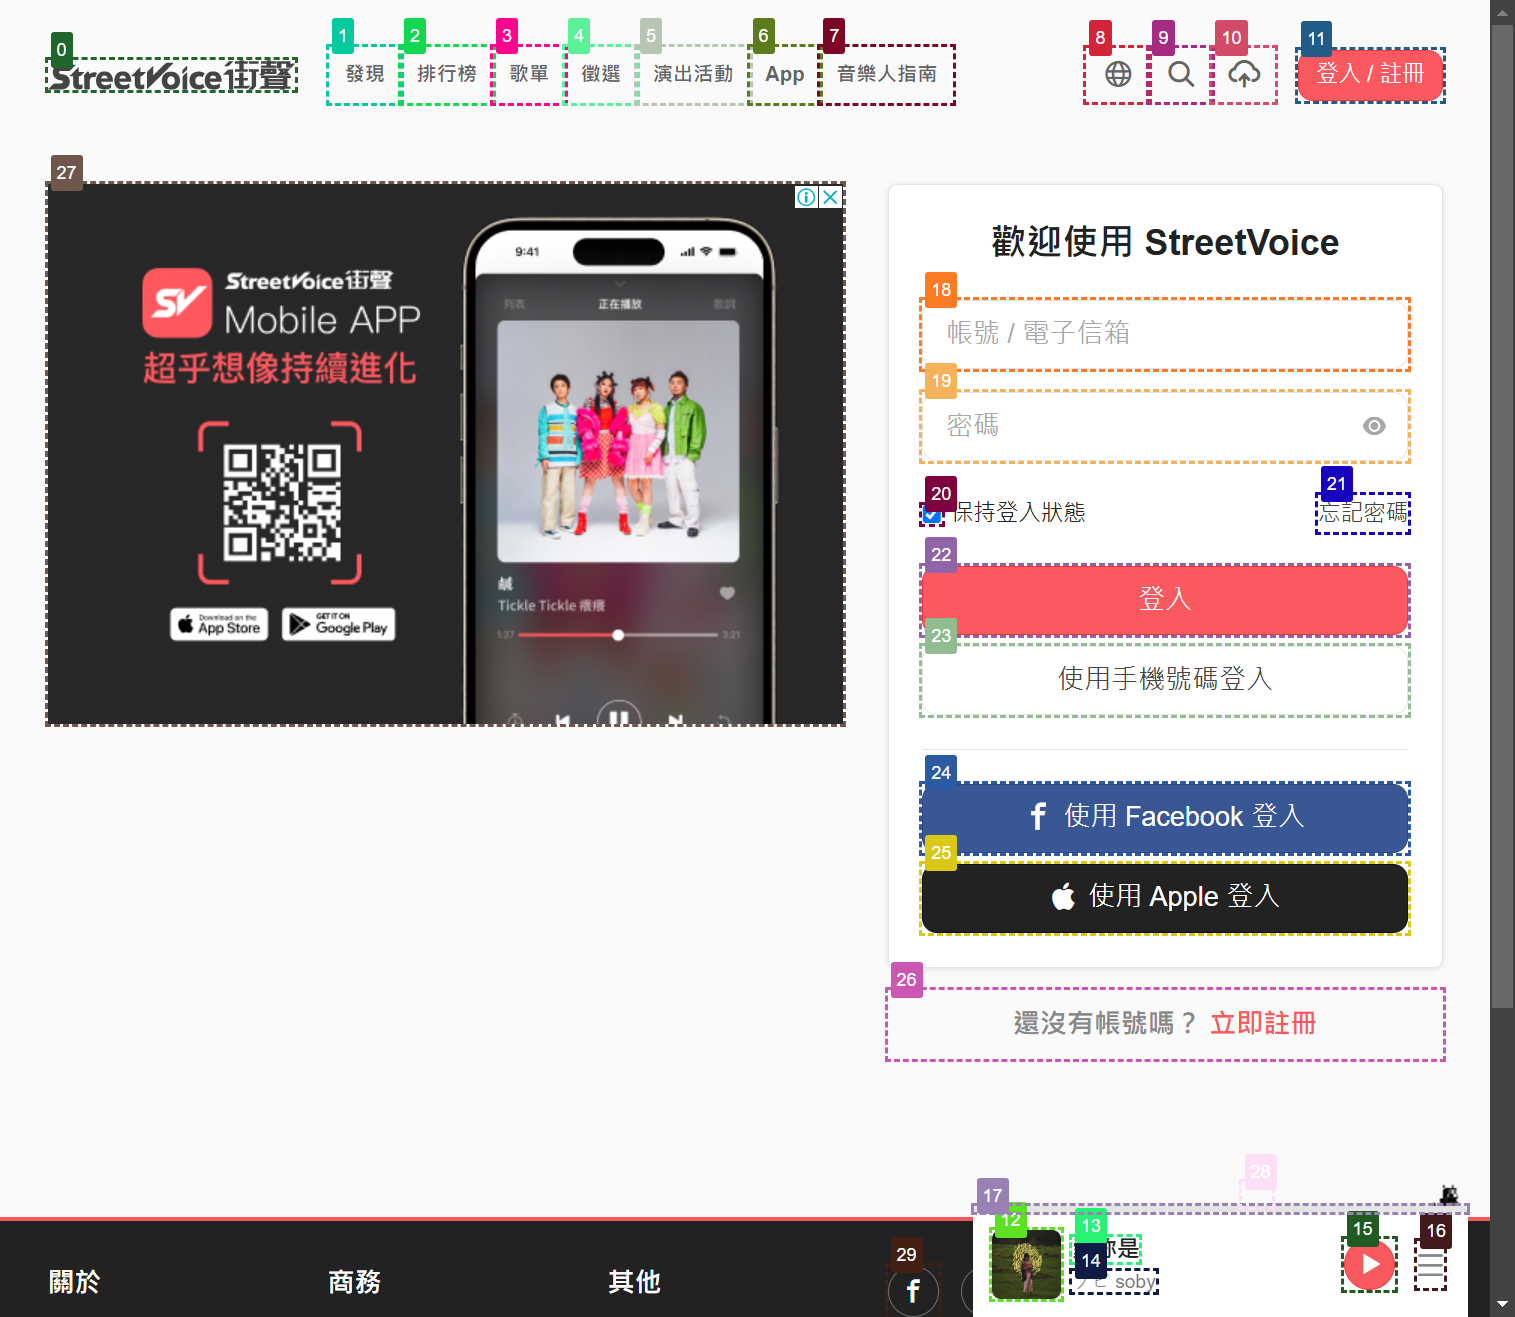 StreetVoice街聲
發現 排行榜 歌單 徵選 演出活動 App 音樂人指南
登入 / 註冊
0 1 2 3 4 5 6 7 8 9 10 11
27
StreetVoice街聲
Mobile APP
超乎想像持續進化
Download on the
App Store
GET IT ON
Google Play
9:41
列表 正在播放 歌詞
鹹
Tickle Tickle 癢癢
1:37 3:21
歡迎使用 StreetVoice
18
帳號 / 電子信箱
19
密碼
20
保持登入狀態
21
忘記密碼
22
登入
23
使用手機號碼登入
24
使用 Facebook 登入
25
使用 Apple 登入
26
還沒有帳號嗎？ 立即註冊
28
17
12
13
是
14
soby
15
16
關於 商務 其他
29